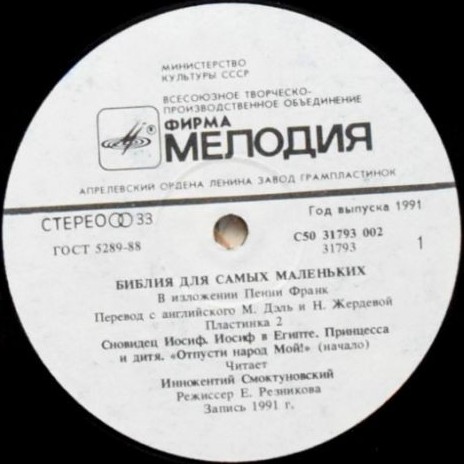 МИНИСТЕРСТВО
КУЛЬТУРЫ СССР
ВСЕСОЮЗНОЕ ТВОРЧЕСКО-
ПРОИЗВОДСТВЕННОЕ ОБЪЕДИНЕНИЕ
ФИРМА
МЕЛОДИЯ
АПРЕЛЕВСКИЙ ОРДЕНА ЛЕНИНА ЗАВОД ГРАМПЛАСТИНОК
СТЕРЕО 33
Год выпуска 1991
ГОСТ 5289-88
С50 31793 002
31793
1
БИБЛИЯ ДЛЯ САМЫХ МАЛЕНЬКИХ
В изложении Пенни Франк
Перевод с английского М. Дэль и Н. Жердевой
Пластинка 2
Сновидец Иосиф. Иосиф в Египте. Принцесса
и дитя. «Отпусти народ Мой!» (начало)
Читает
Иннокентий Смоктуновский
Режиссер Е. Резникова
Запись 1991 г.